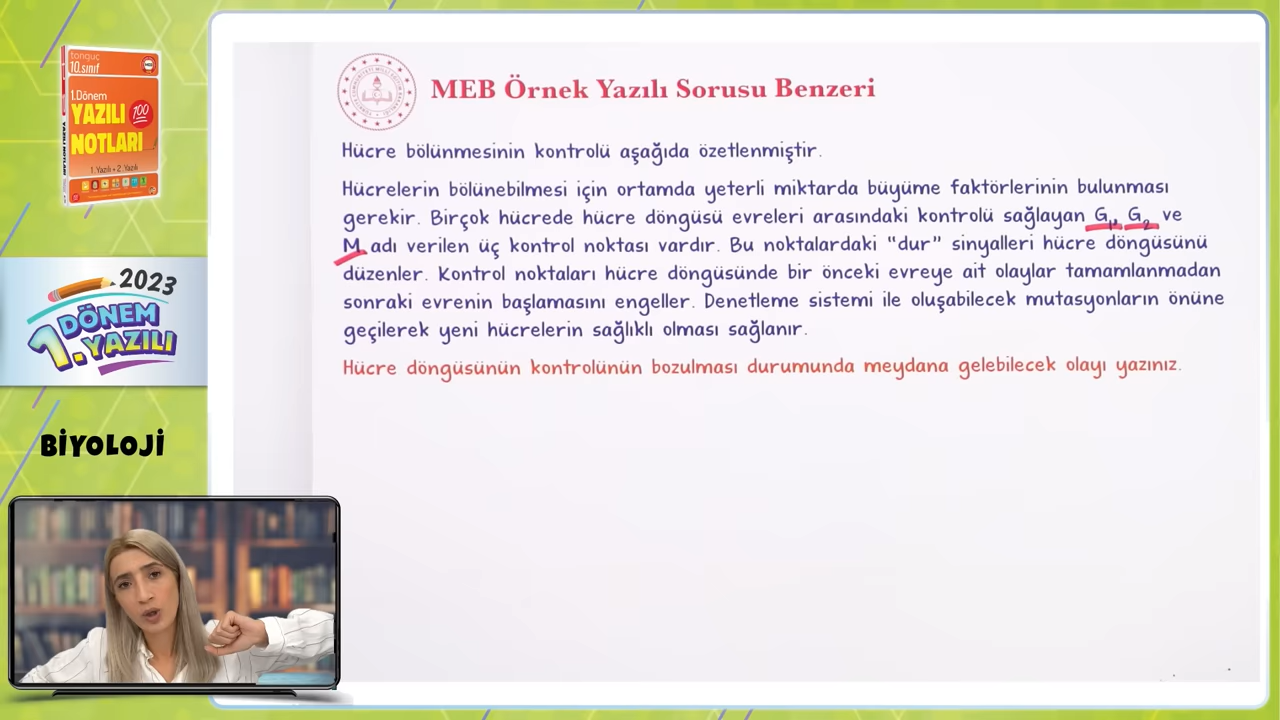 tonguç
10.sınıf
1.Dönem
YAZILI
100
NOTLARI
1. Yazılı + 2. Yazılı
YAZILI NOTLARI
2023
1. DÖNEM
YAZILI
BİYOLOJİ
MEB Örnek Yazılı Sorusu Benzeri
Hücre bölünmesinin kontrolü aşağıda özetlenmiştir.
Hücrelerin bölünebilmesi için ortamda yeterli miktarda büyüme faktörlerinin bulunması
gerekir. Birçok hücrede hücre döngüsü evreleri arasındaki kontrolü sağlayan G₁, G₂ ve
M adı verilen üç kontrol noktası vardır. Bu noktalardaki "dur" sinyalleri hücre döngüsünü
düzenler. Kontrol noktaları hücre döngüsünde bir önceki evreye ait olaylar tamamlanmadan
sonraki evrenin başlamasını engeller. Denetleme sistemi ile oluşabilecek mutasyonların önüne
geçilerek yeni hücrelerin sağlıklı olması sağlanır.
Hücre döngüsünün kontrolünün bozulması durumunda meydana gelebilecek olayı yazınız.